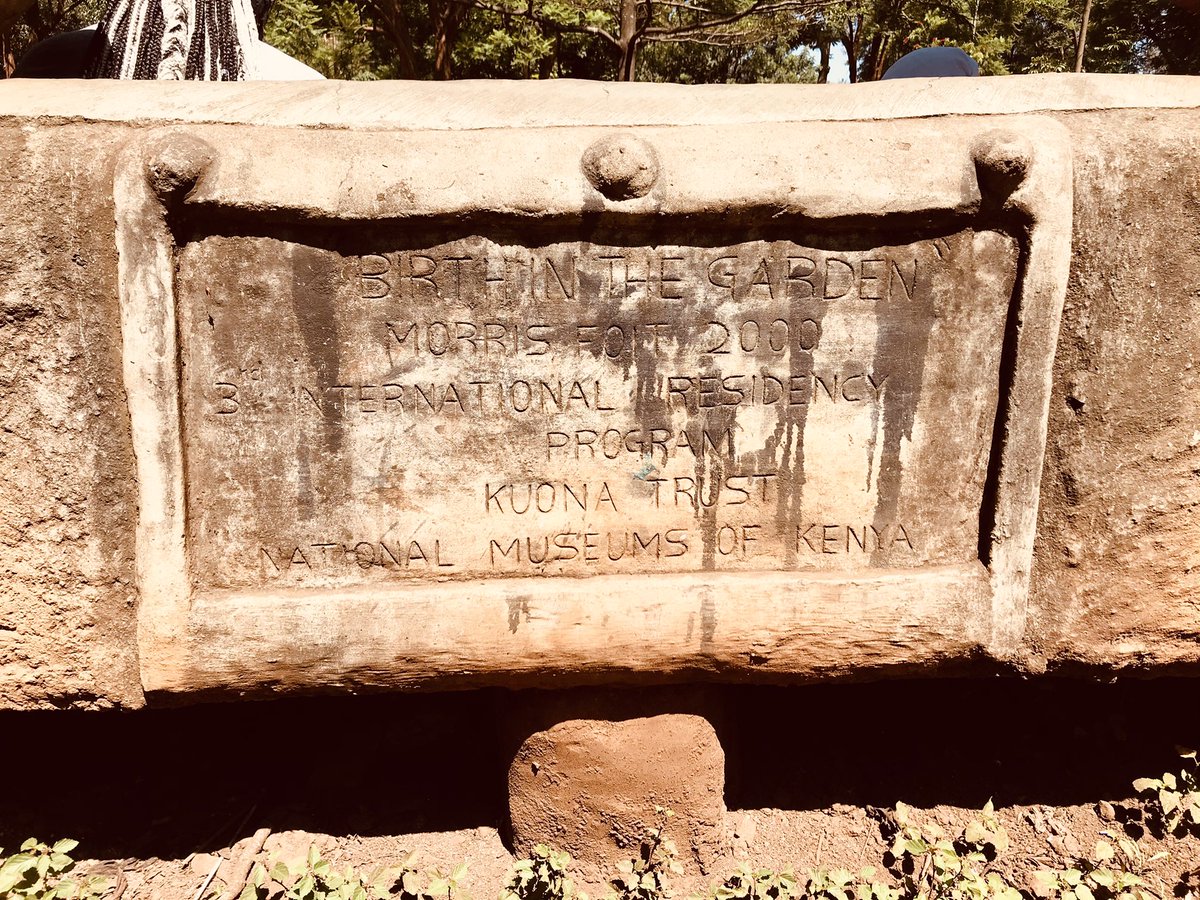 "BIRTH IN THE GARDEN"
MORRIS FOIT 2000
3rd INTERNATIONAL RESIDENCY
PROGRAM
KUONA TRUST
NATIONAL MUSEUMS OF KENYA